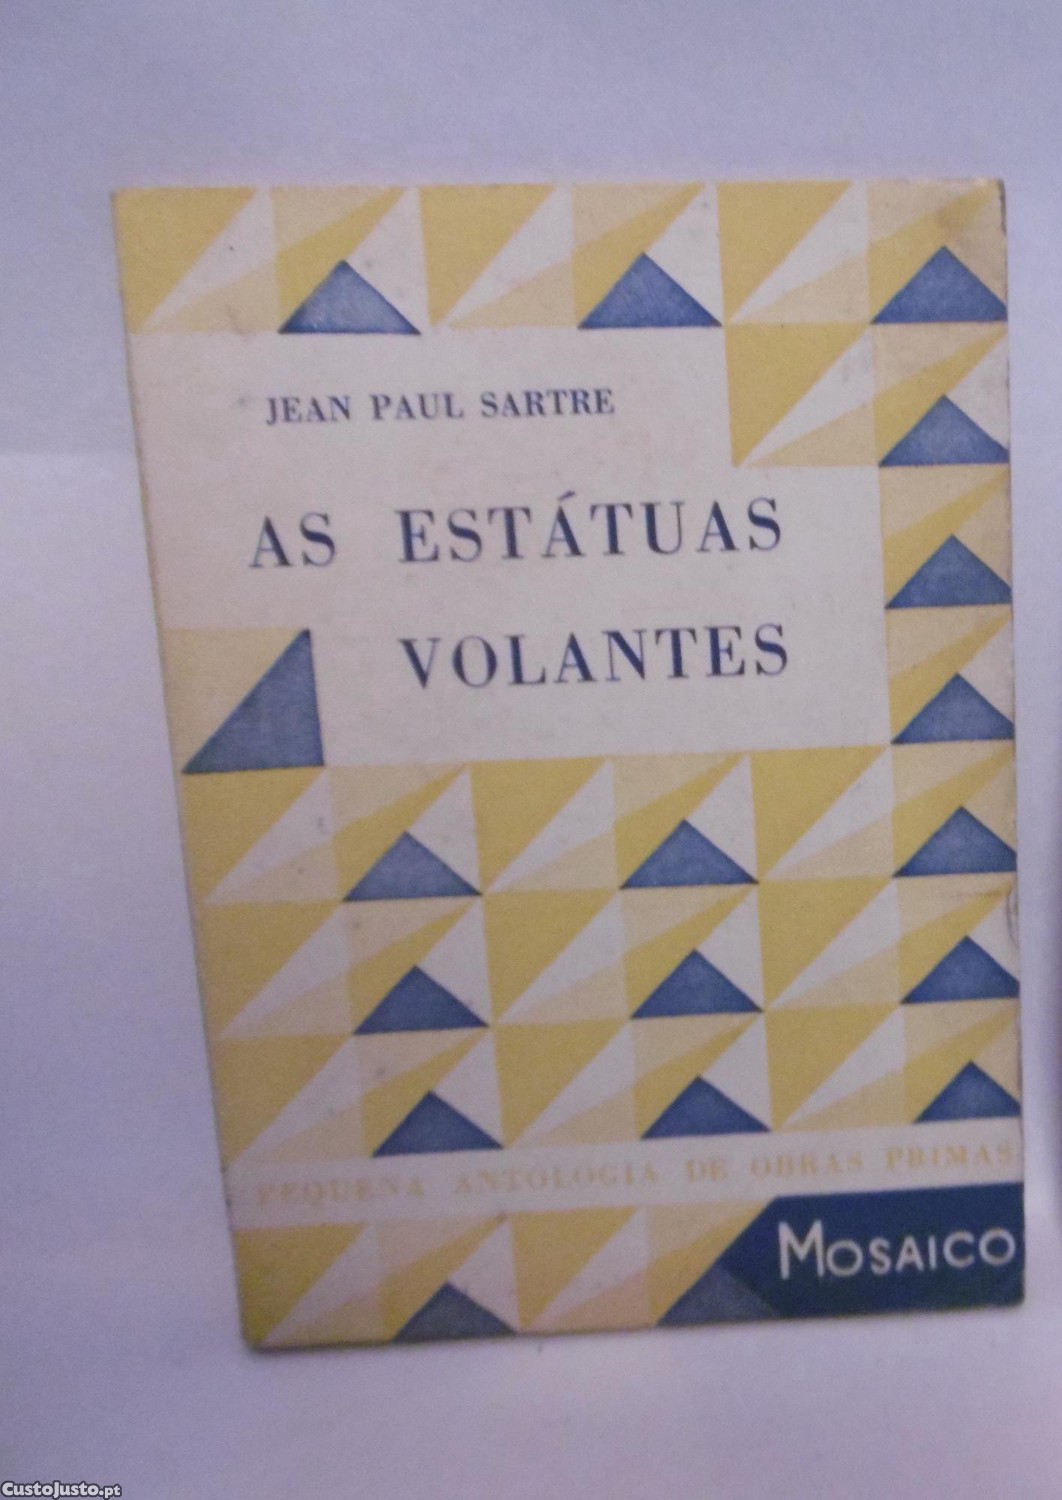 JEAN PAUL SARTRE
AS ESTÁTUAS
VOLANTES
PEQUENA ANTOLOGIA DE OBRAS PRIMAS
MOSAICO
CustoJusto.pt